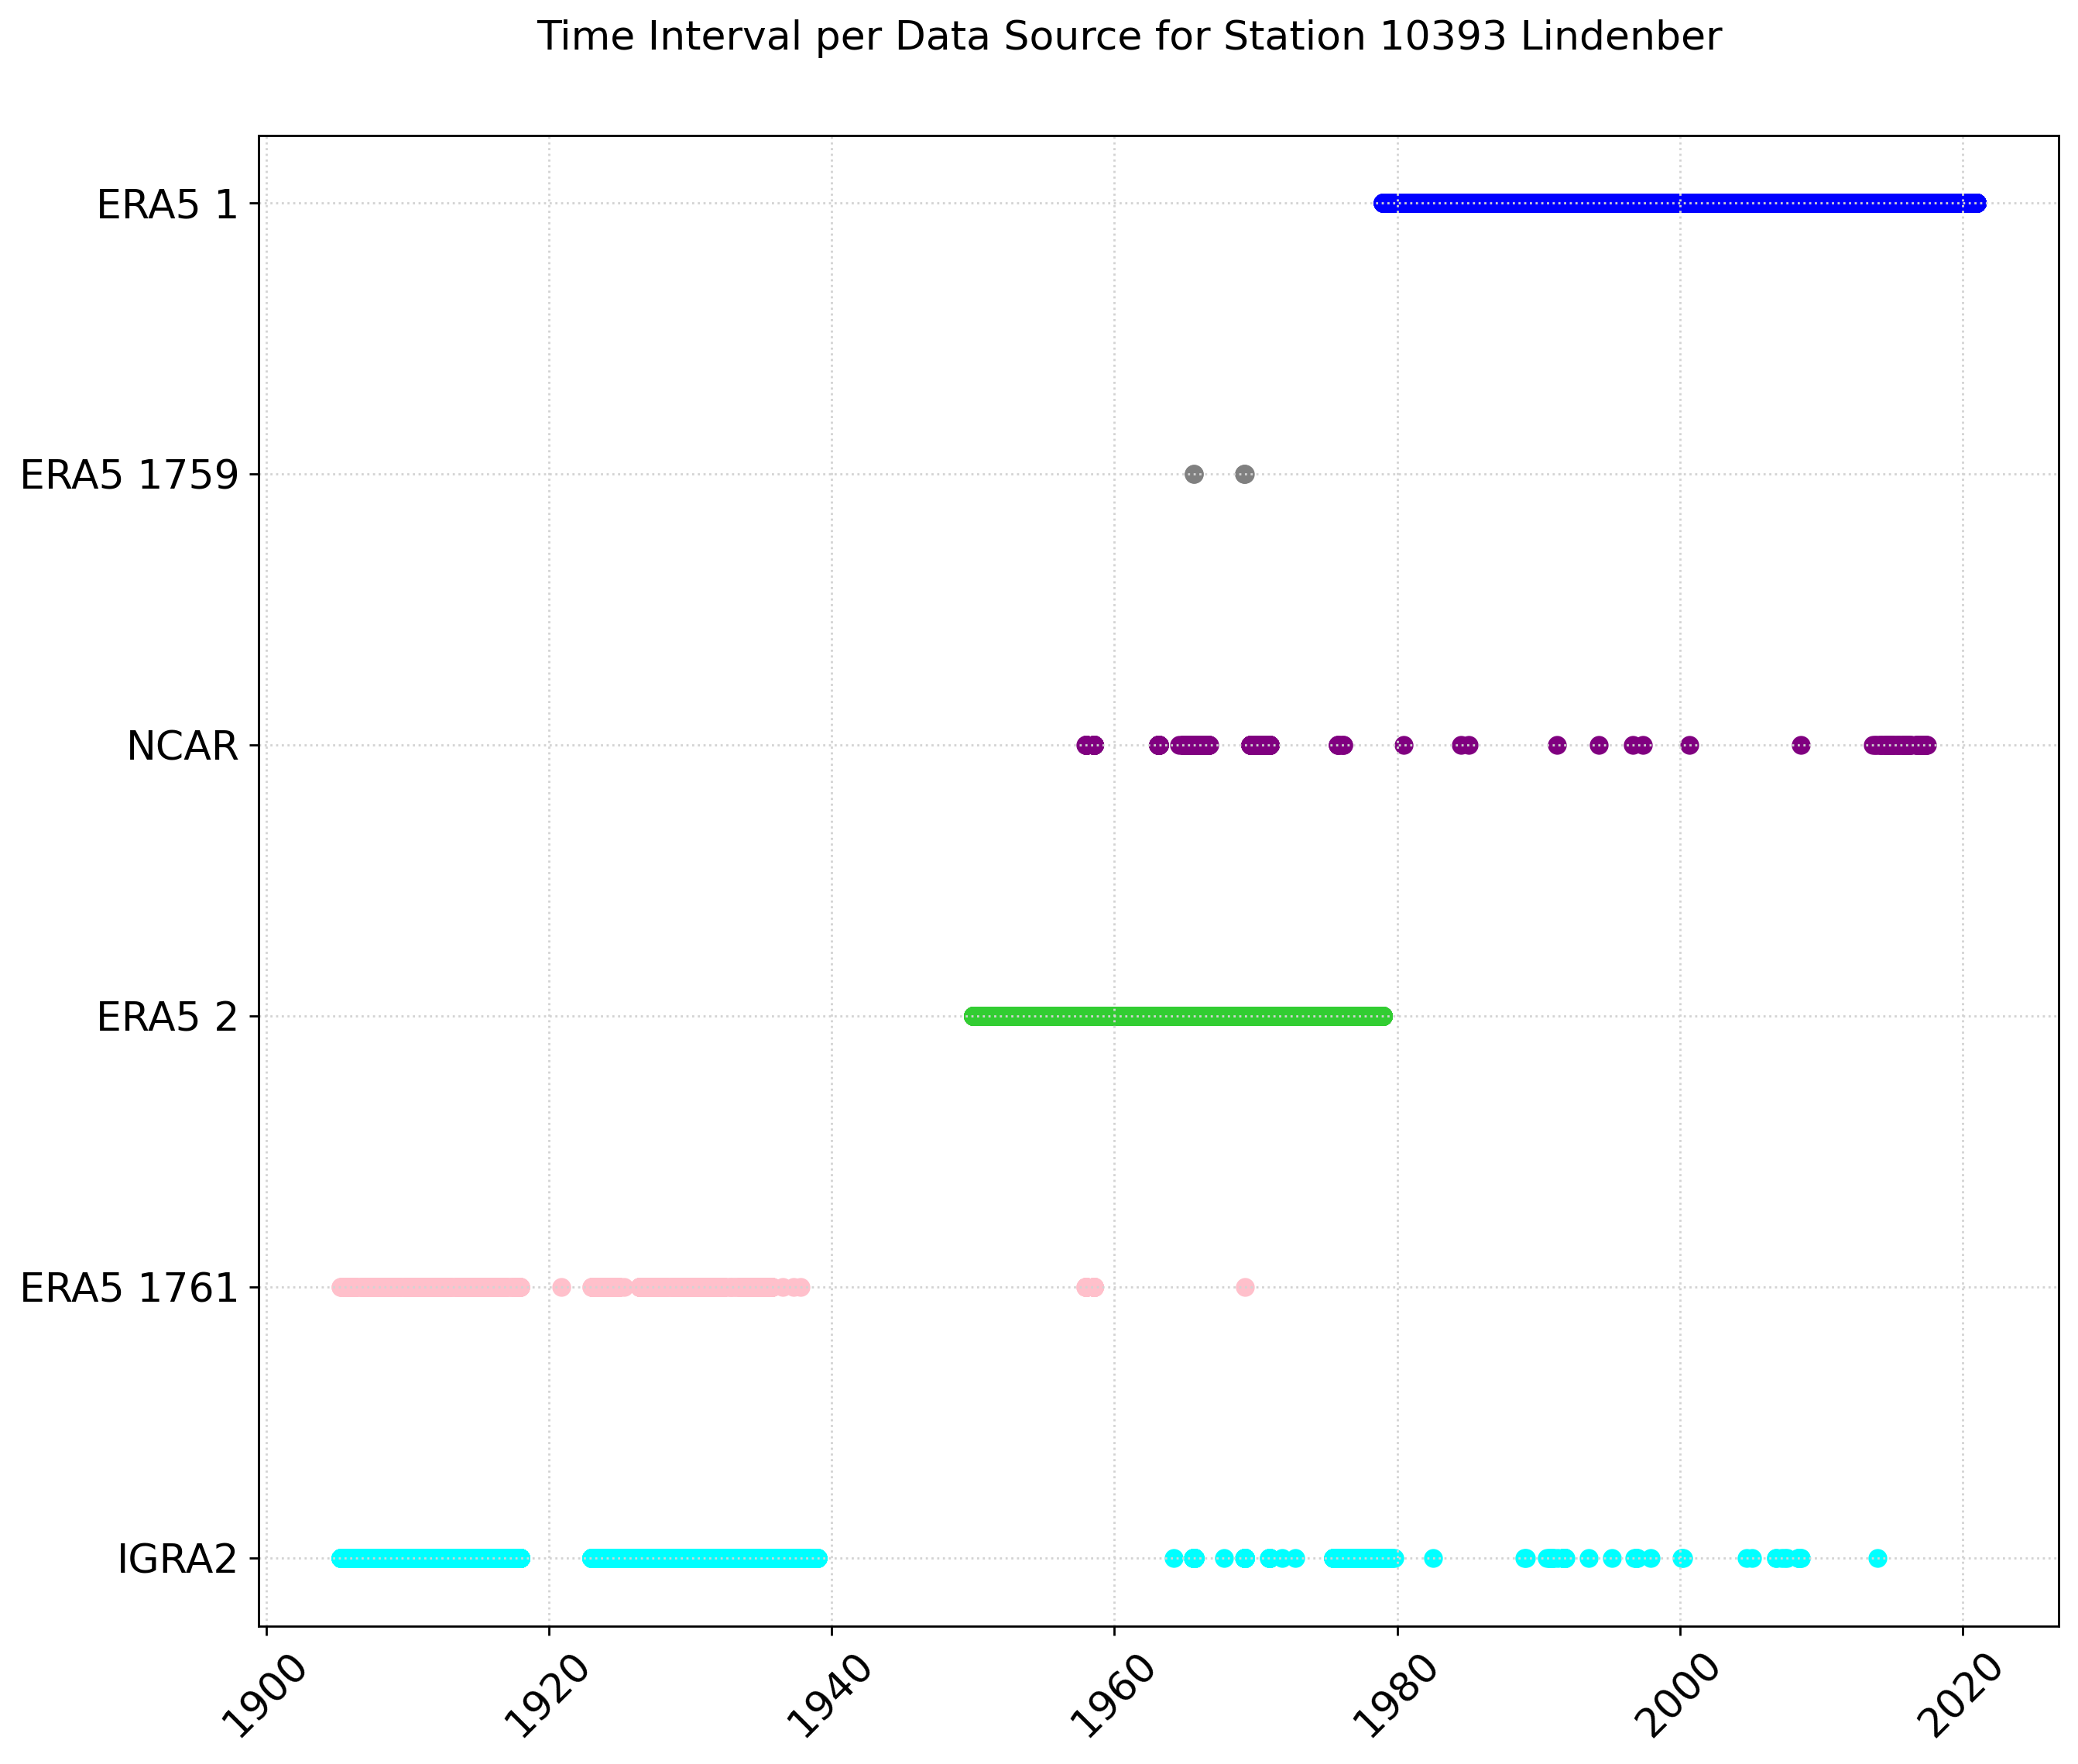 Time Interval per Data Source for Station 10393 Lindenber
ERA5 1
ERA5 1759
NCAR
ERA5 2
ERA5 1761
IGRA2
1900
1920
1940
1960
1980
2000
2020